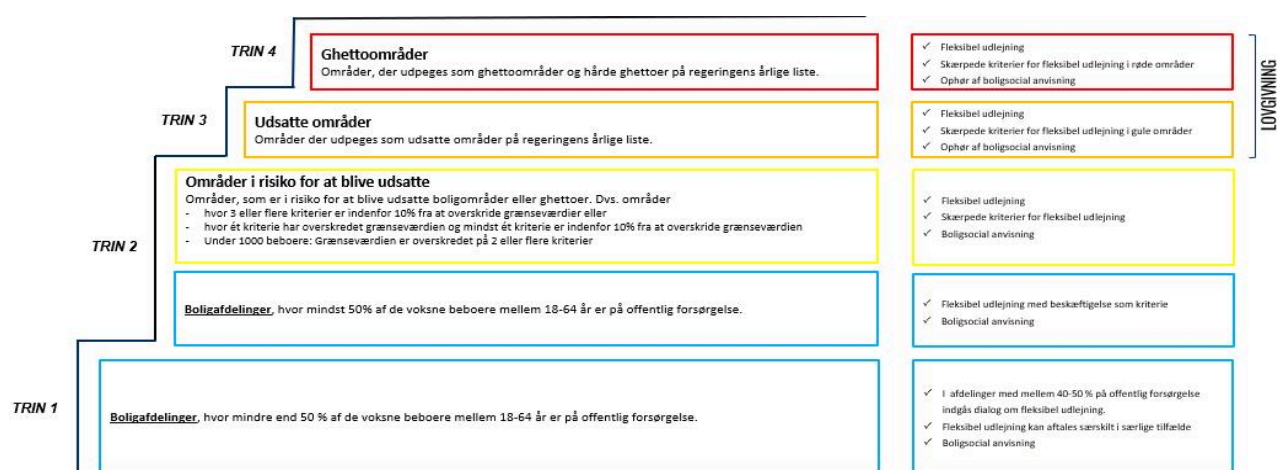 TRIN 4
Ghettoområder
Områder, der udpeges som ghettoområder og hårde ghettoer på regeringens årlige liste.
✓ Fleksibel udlejning
✓ Skærpede kriterier for fleksibel udlejning i røde områder
✓ Ophør af boligsocial anvisning
LOVGIVNING
TRIN 3
Udsatte områder
Områder der udpeges som udsatte områder på regeringens årlige liste.
✓ Fleksibel udlejning
✓ Skærpede kriterier for fleksibel udlejning i gule områder
✓ Ophør af boligsocial anvisning
TRIN 2
Områder i risiko for at blive udsatte
Områder, som er i risiko for at blive udsatte boligområder eller ghettoer. Dvs. områder
- hvor 3 eller flere kriterier er indenfor 10% fra at overskride grænseværdier eller
- hvor ét kriterie har overskredet grænseværdien og mindst ét kriterie er indenfor 10% fra at overskride grænseværdien
- Under 1000 beboere: Grænseværdien er overskredet på 2 eller flere kriterier
✓ Fleksibel udlejning
✓ Skærpede kriterier for fleksibel udlejning
✓ Boligsocial anvisning
Boligafdelinger, hvor mindst 50% af de voksne beboere mellem 18-64 år er på offentlig forsørgelse.
✓ Fleksibel udlejning med beskæftigelse som kriterie
✓ Boligsocial anvisning
TRIN 1
Boligafdelinger, hvor mindre end 50 % af de voksne beboere mellem 18-64 år er på offentlig forsørgelse.
✓ I afdelinger med mellem 40-50 % på offentlig forsørgelse
indgås dialog om fleksibel udlejning.
✓ Fleksibel udlejning kan aftales særskilt i særlige tilfælde
✓ Boligsocial anvisning